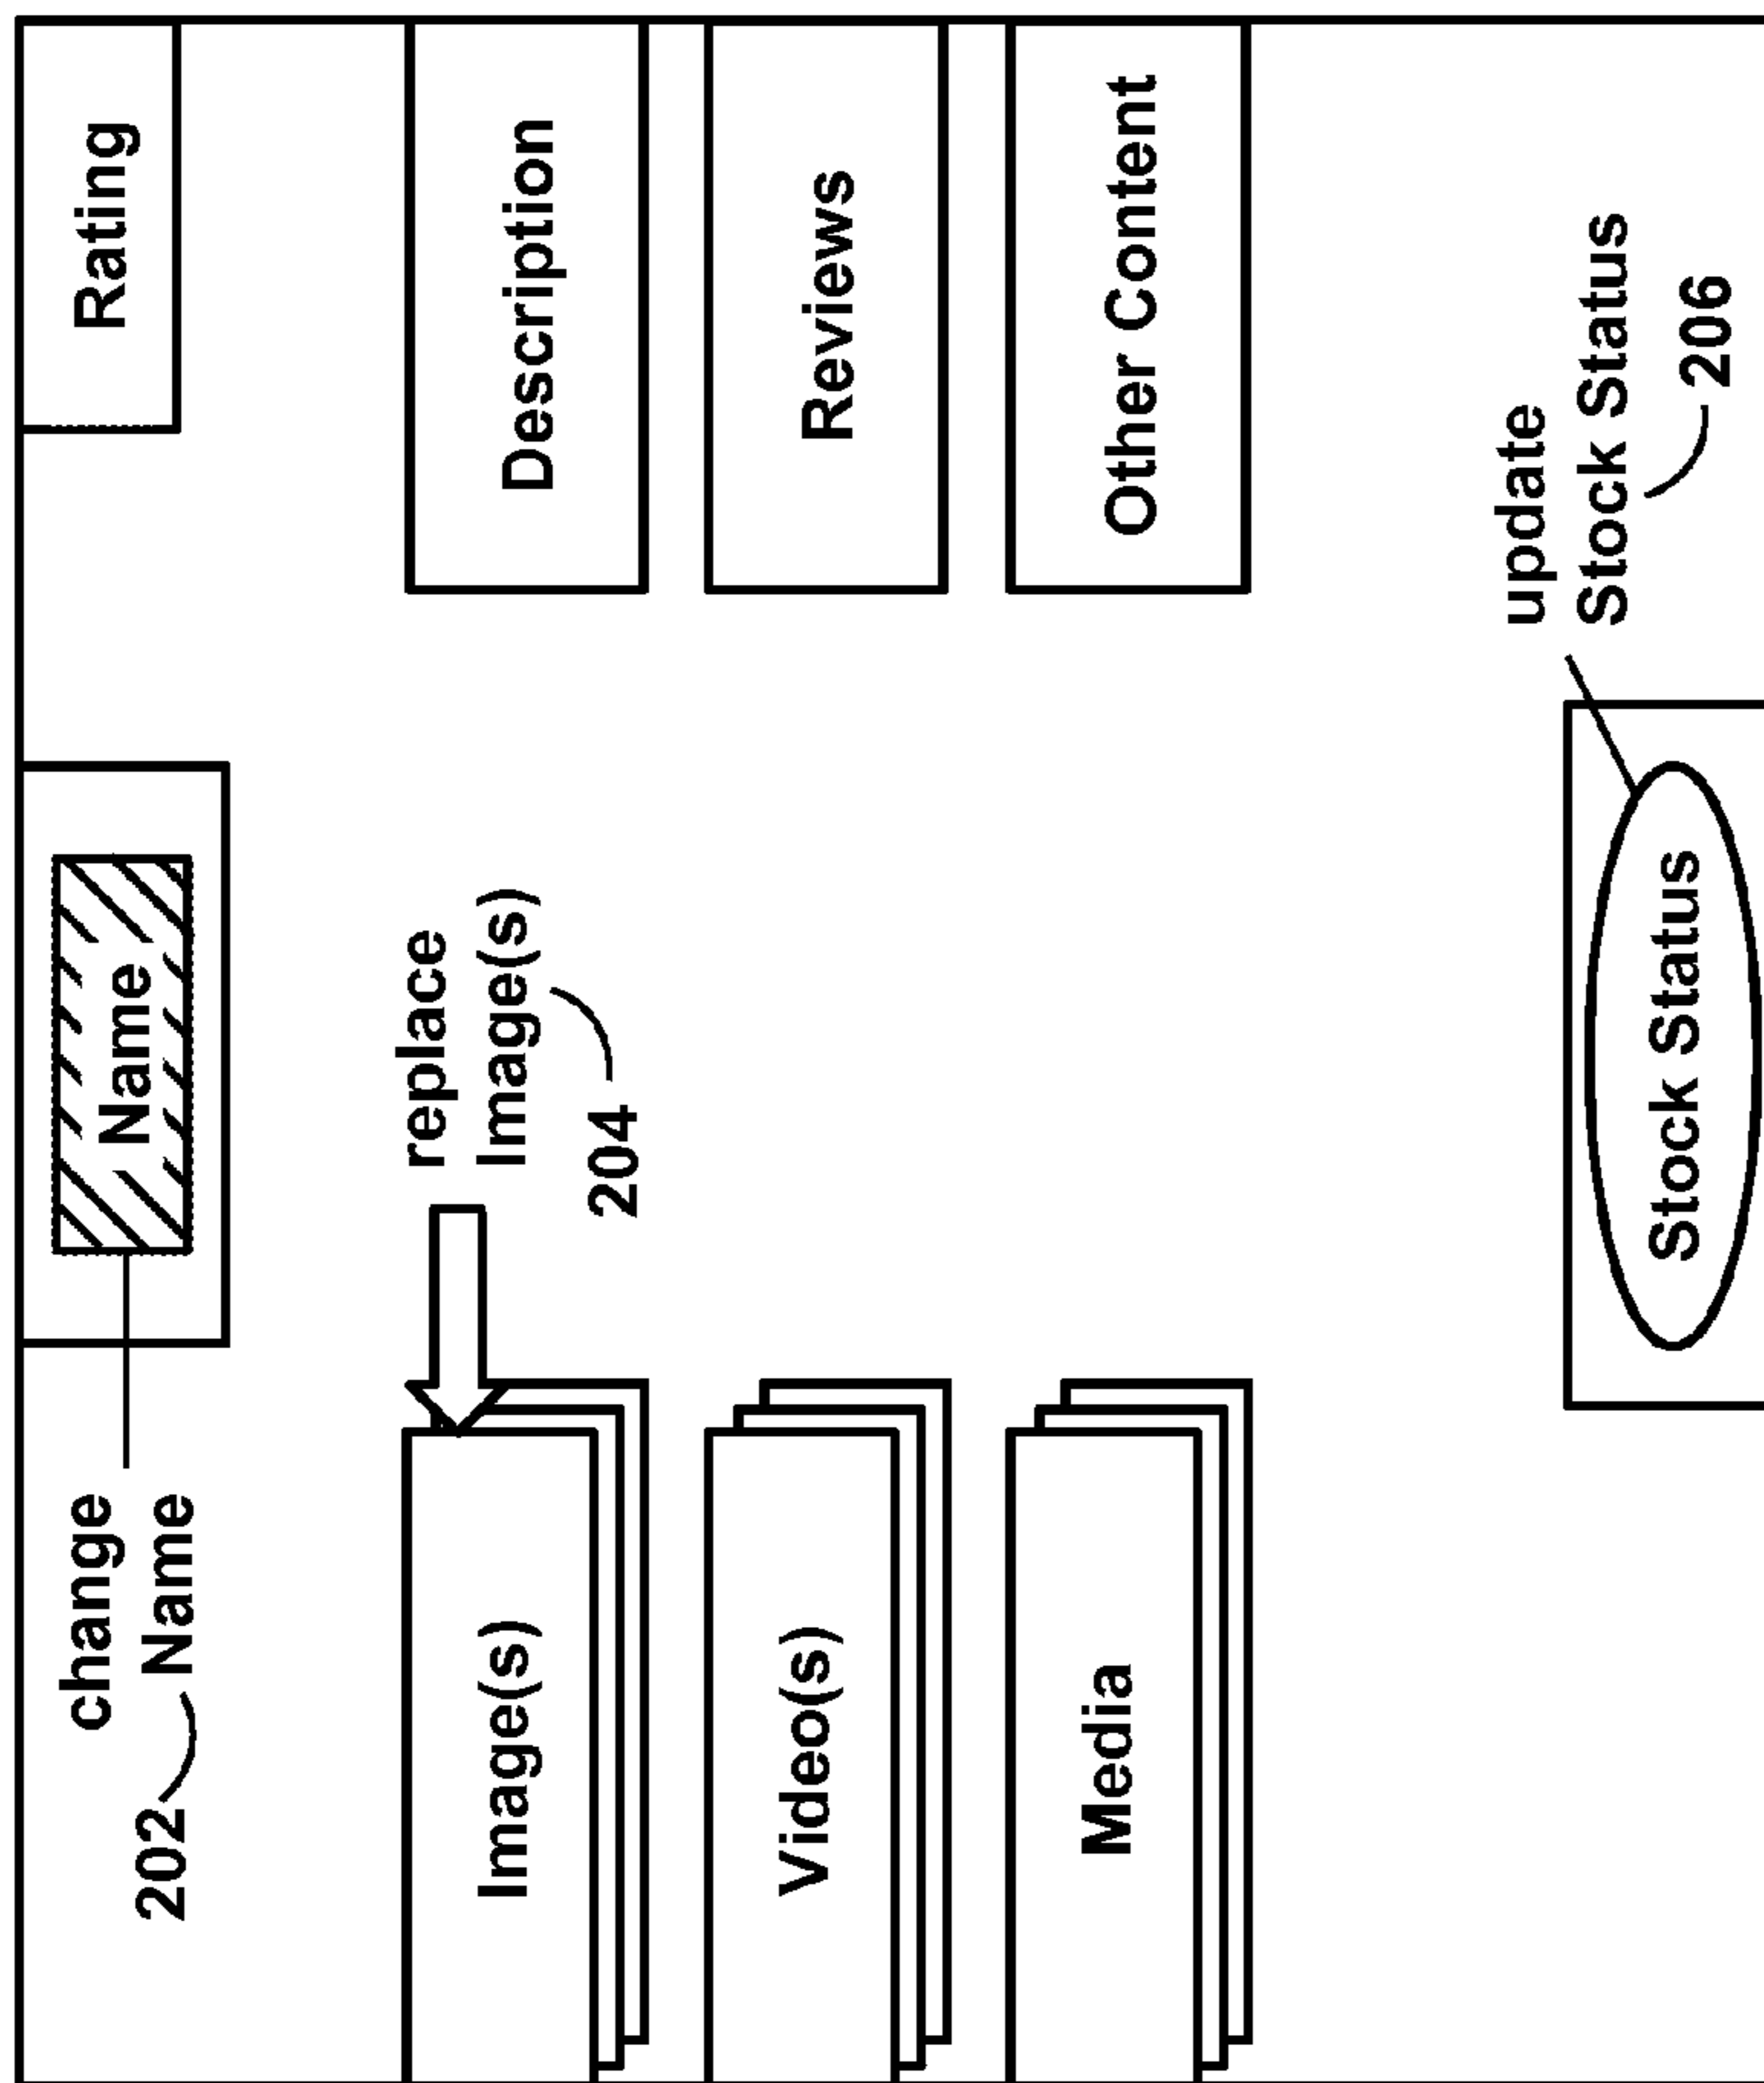 change
Name
202
Name
Rating
Image(s)
replace
Image(s)
204
Description
Video(s)
Reviews
Media
Other Content
update
Stock Status
206
Stock Status